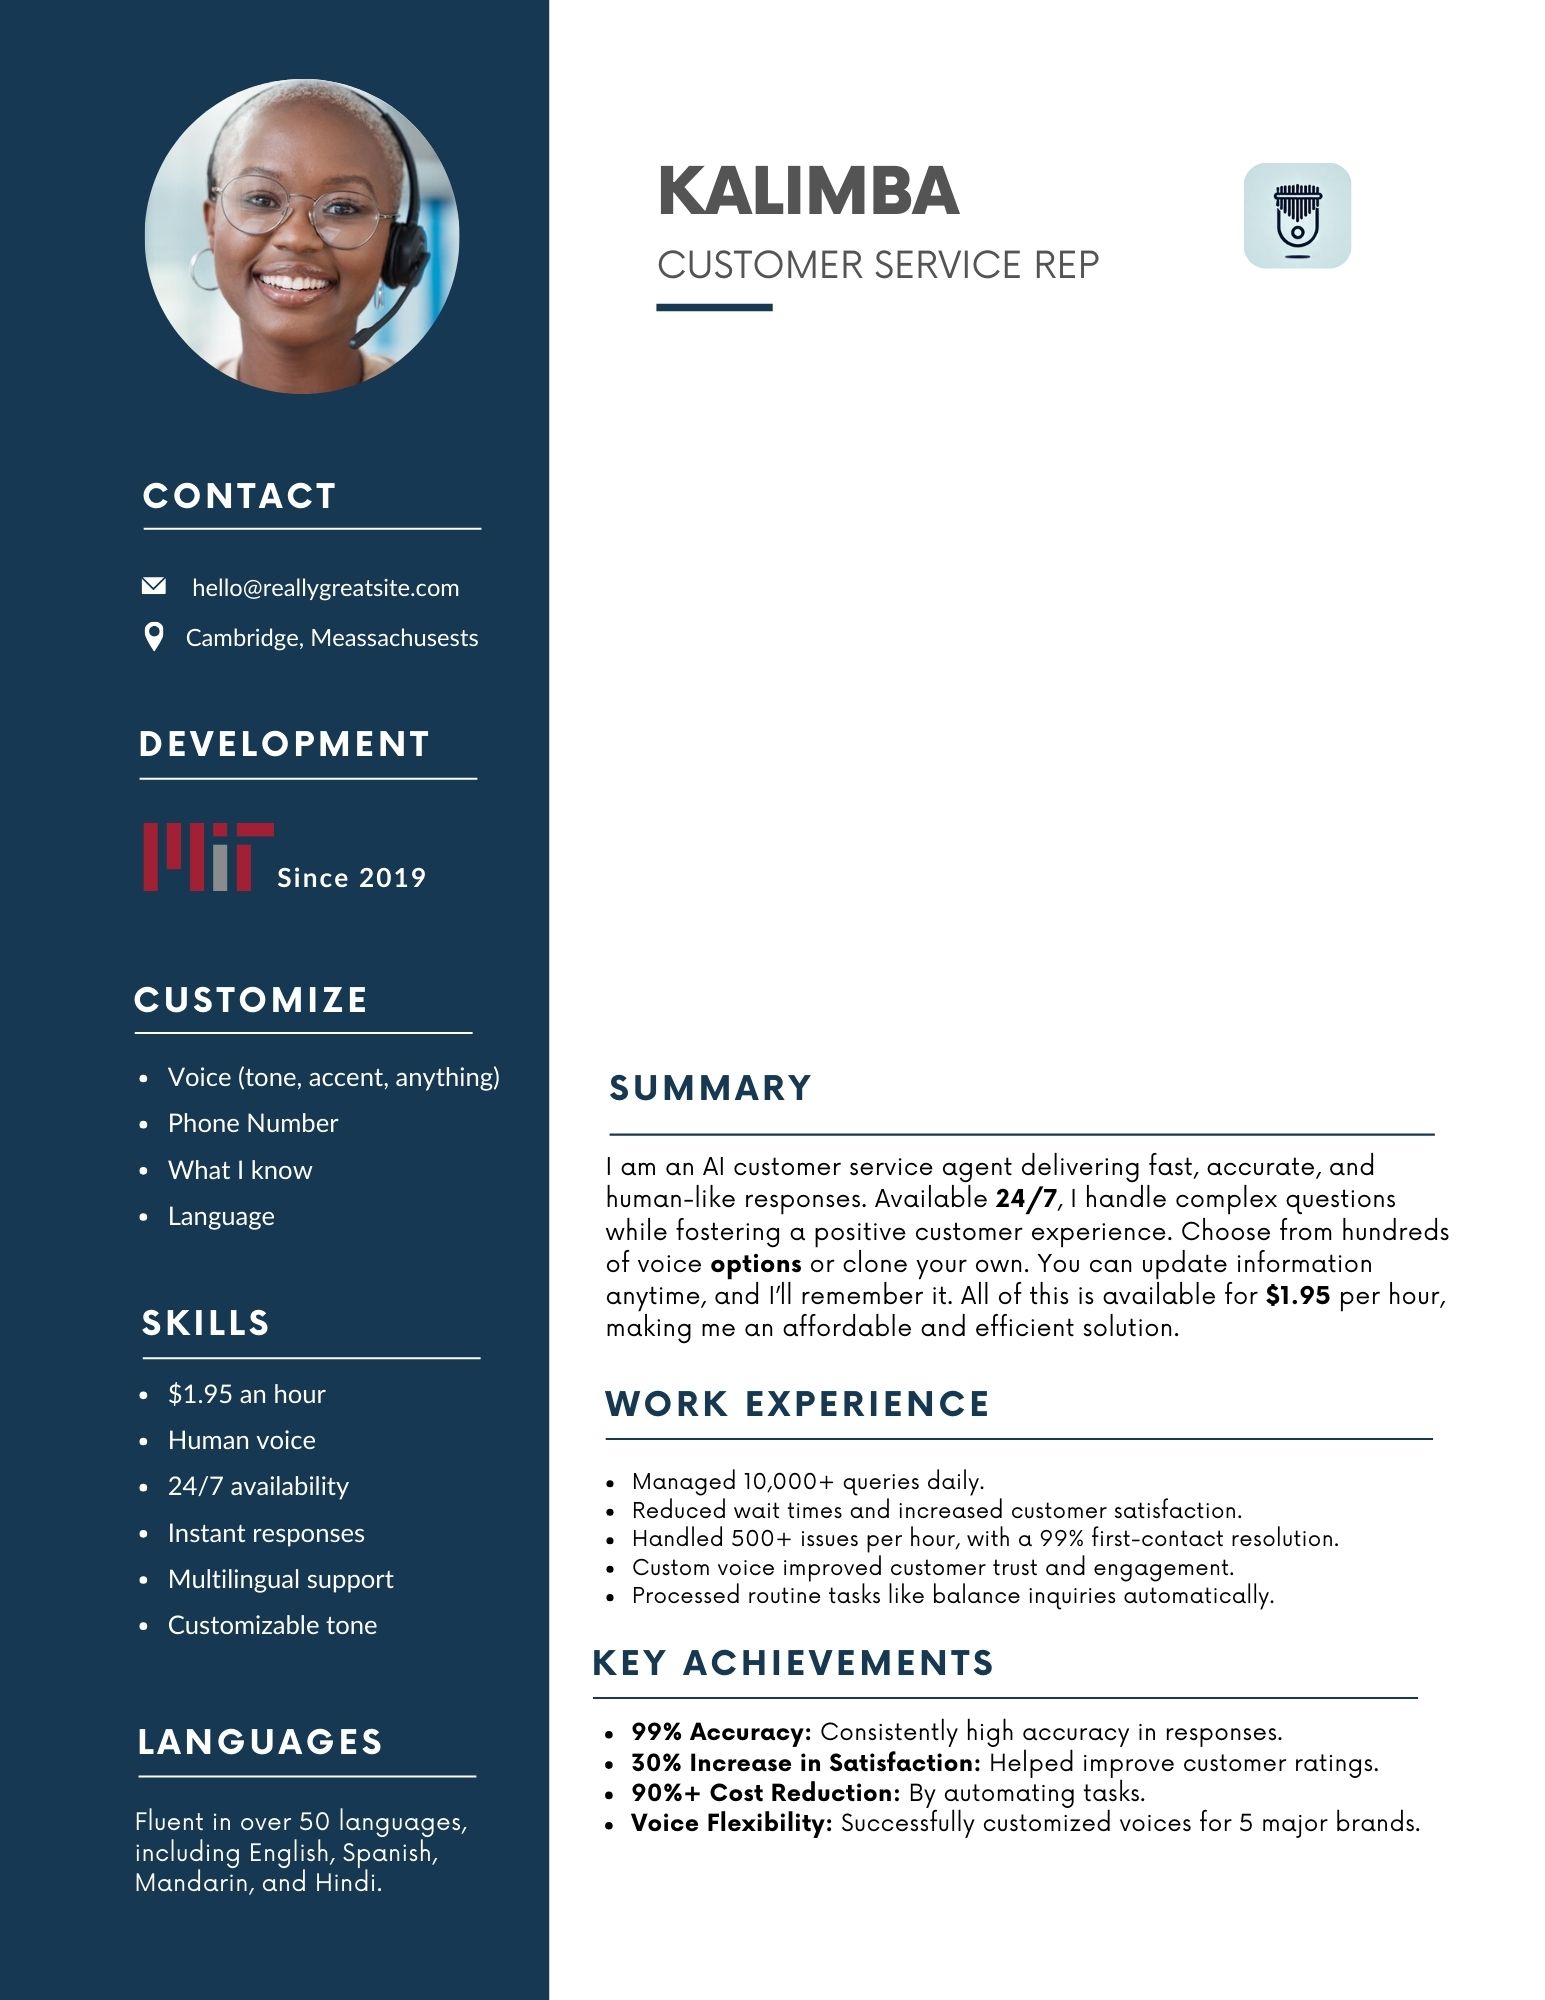 KALIMBA
CUSTOMER SERVICE REP
CONTACT
hello@reallygreatsite.com
Cambridge, Meassachusests
DEVELOPMENT
MIT Since 2019
CUSTOMIZE
• Voice (tone, accent, anything)
• Phone Number
• What I know
• Language
SKILLS
• $1.95 an hour
• Human voice
• 24/7 availability
• Instant responses
• Multilingual support
• Customizable tone
LANGUAGES
Fluent in over 50 languages,
including English, Spanish,
Mandarin, and Hindi.
SUMMARY
I am an AI customer service agent delivering fast, accurate, and
human-like responses. Available 24/7, I handle complex questions
while fostering a positive customer experience. Choose from hundreds
of voice options or clone your own. You can update information
anytime, and I'll remember it. All of this is available for $1.95 per hour,
making me an affordable and efficient solution.
WORK EXPERIENCE
• Managed 10,000+ queries daily.
• Reduced wait times and increased customer satisfaction.
• Handled 500+ issues per hour, with a 99% first-contact resolution.
• Custom voice improved customer trust and engagement.
• Processed routine tasks like balance inquiries automatically.
KEY ACHIEVEMENTS
• 99% Accuracy: Consistently high accuracy in responses.
• 30% Increase in Satisfaction: Helped improve customer ratings.
• 90%+ Cost Reduction: By automating tasks.
• Voice Flexibility: Successfully customized voices for 5 major brands.